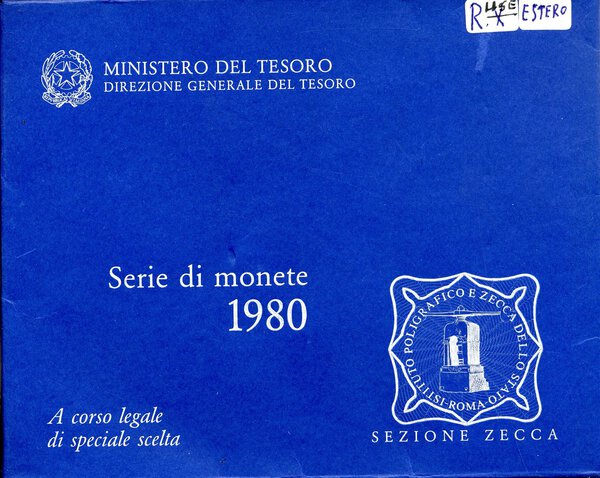 ESTERO
MINISTERO DEL TESORO
DIREZIONE GENERALE DEL TESORO
Serie di monete
1980
A corso legale
di speciale scelta
ISTITUTO POLIGRAFICO E ZECCA DELLO STATO
·ROMA·
SEZIONE ZECCA